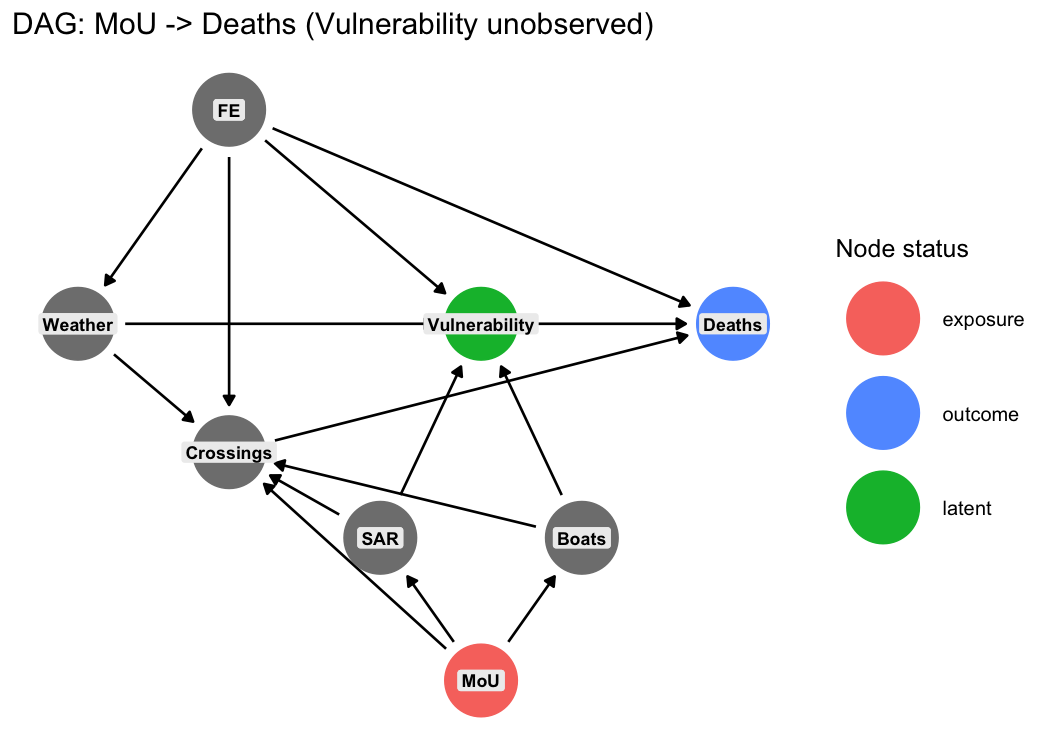 DAG: MoU -> Deaths (Vulnerability unobserved)
FE
Node status
exposure
Weather
Vulnerability
Deaths
outcome
Crossings
latent
SAR
Boats
MoU